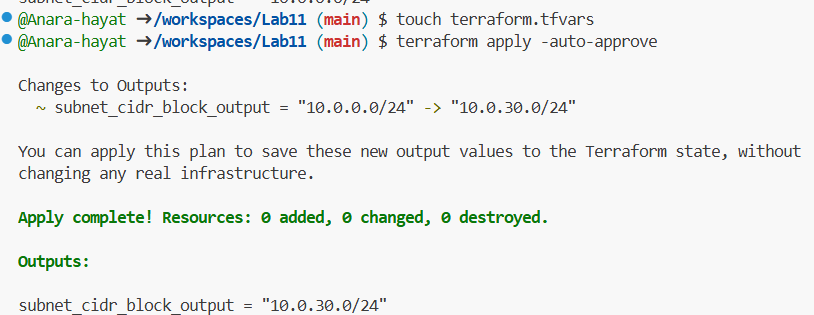 @Anara-hayat ➜/workspaces/Lab11 (main) $ touch terraform.tfvars
@Anara-hayat ➜/workspaces/Lab11 (main) $ terraform apply -auto-approve
Changes to Outputs:
~ subnet_cidr_block_output = "10.0.0.0/24" -> "10.0.30.0/24"
You can apply this plan to save these new output values to the Terraform state, without
changing any real infrastructure.
Apply complete! Resources: 0 added, 0 changed, 0 destroyed.
Outputs:
subnet_cidr_block_output = "10.0.30.0/24"